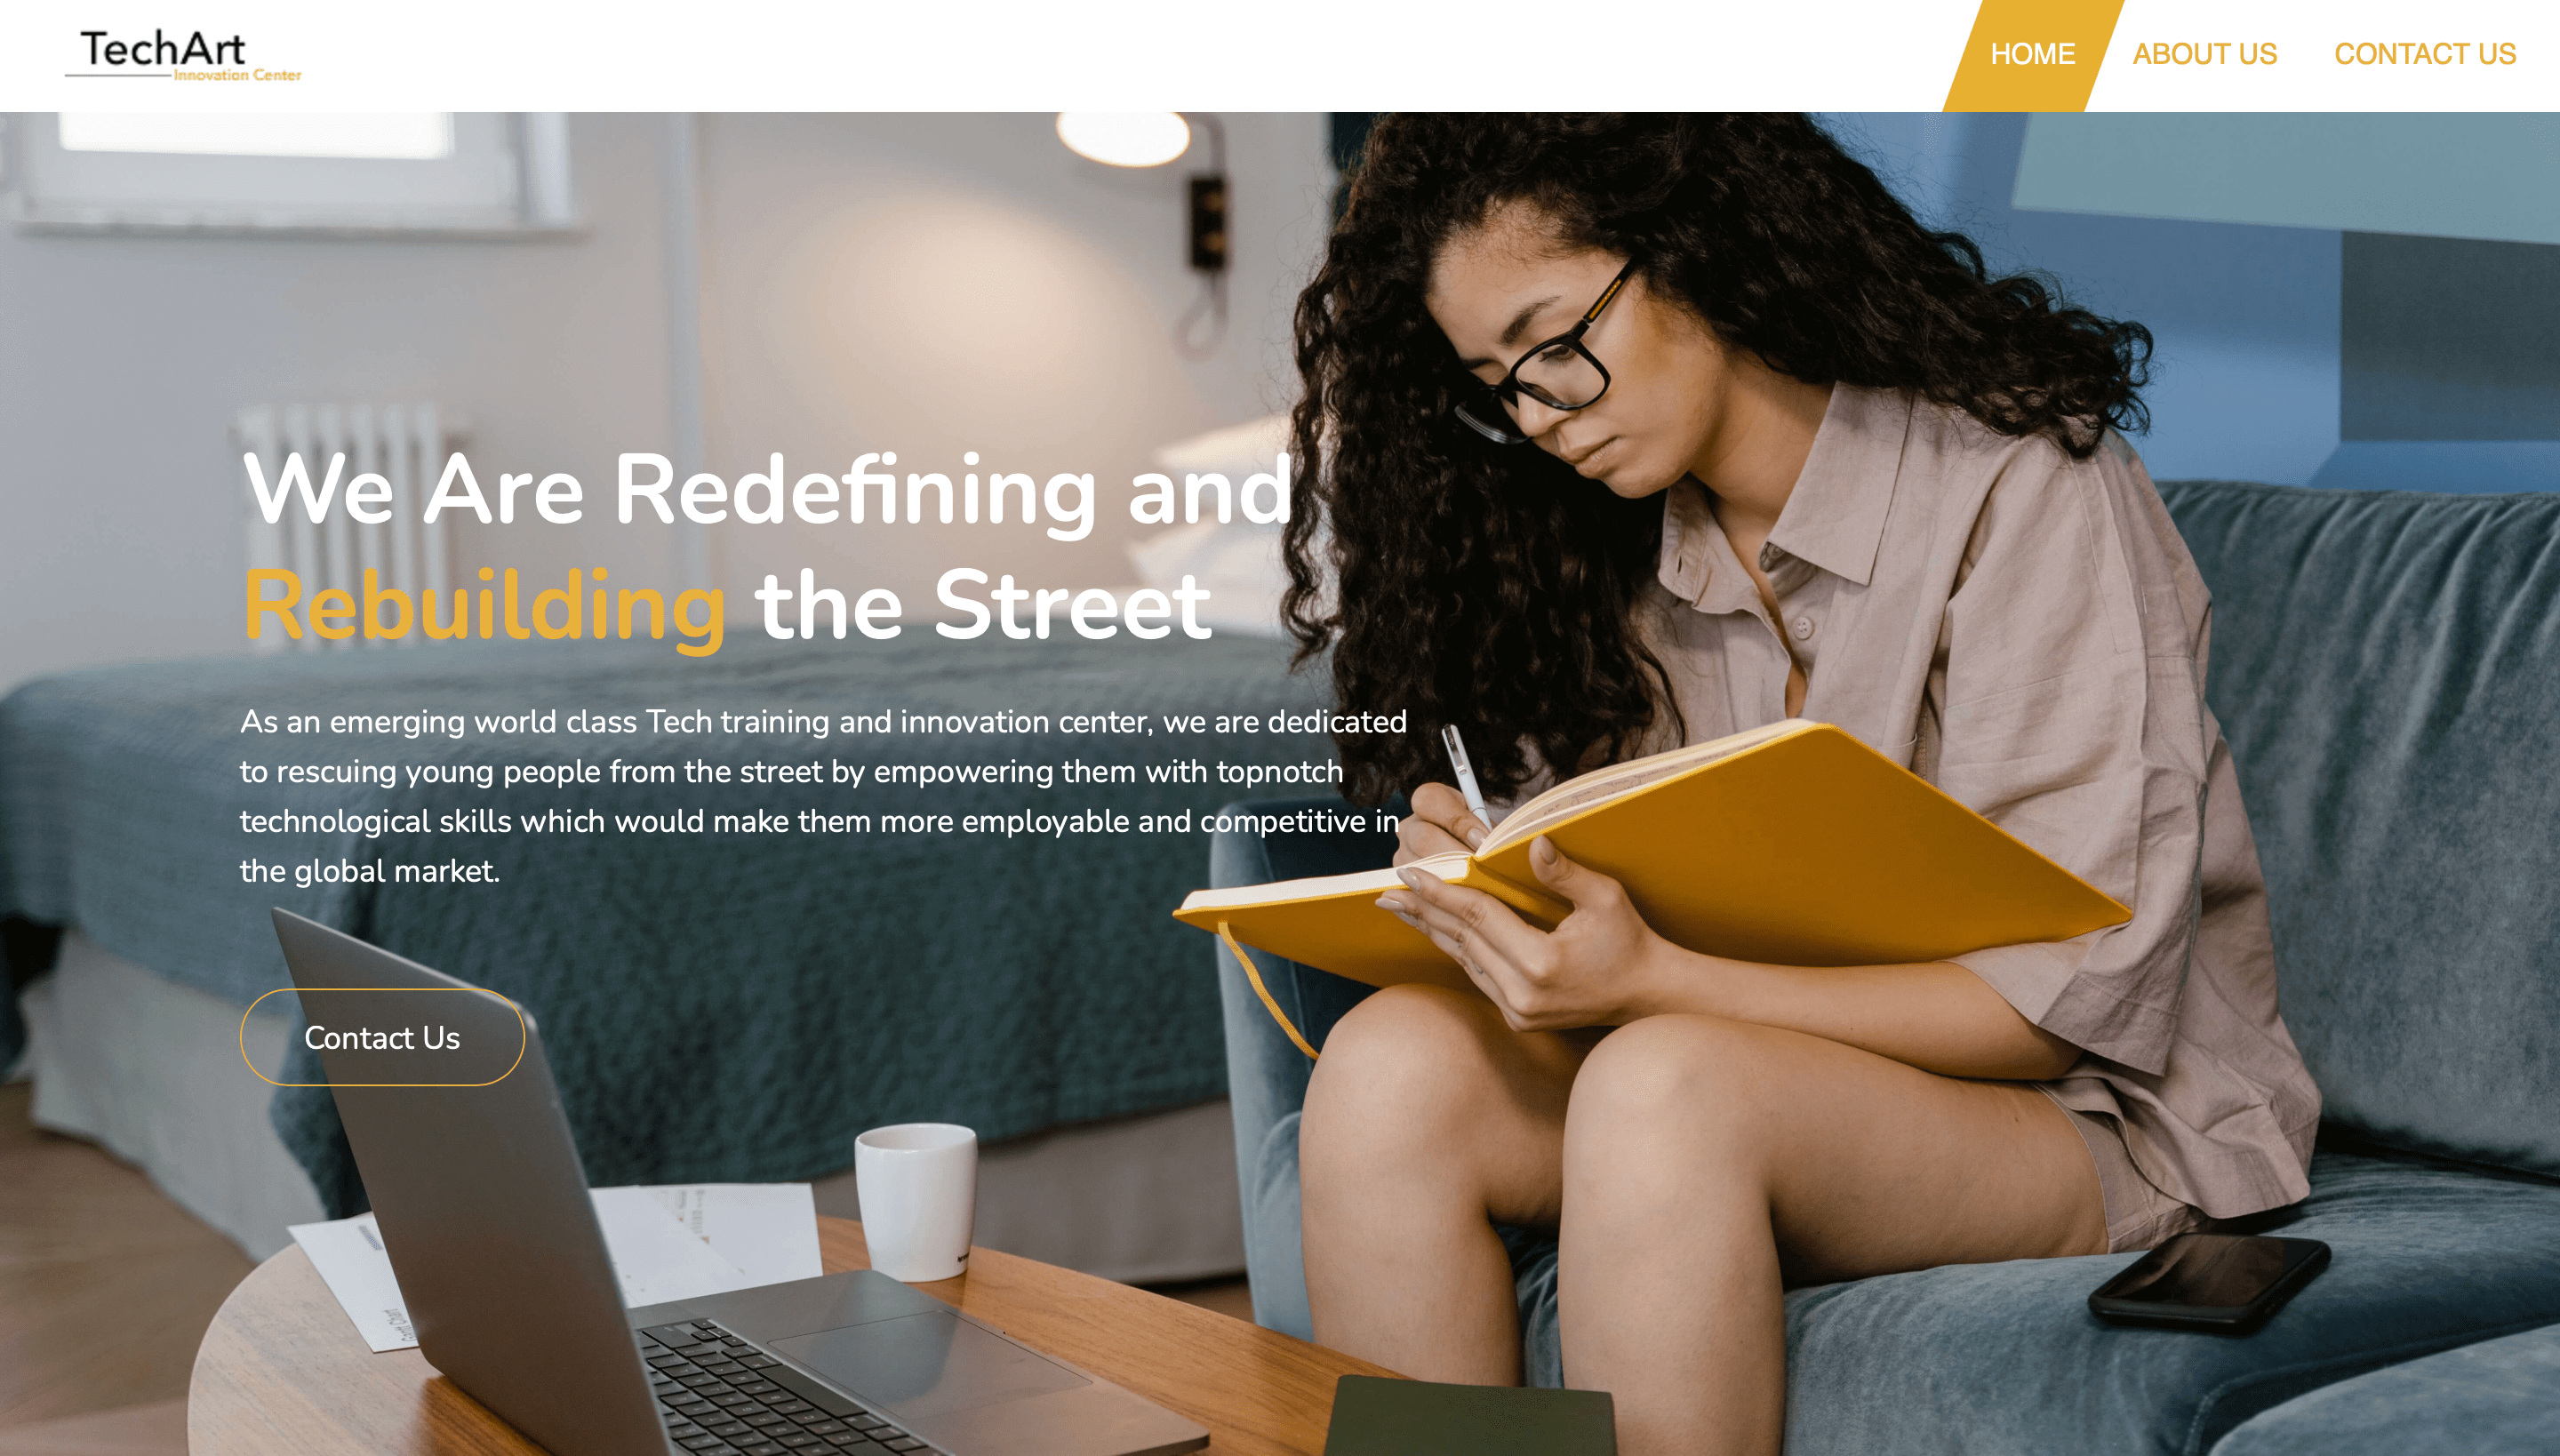 TechArt
Innovation Center
HOME ABOUT US CONTACT US
We Are Redefining and
Rebuilding the Street
As an emerging world class Tech training and innovation center, we are dedicated
to rescuing young people from the street by empowering them with topnotch
technological skills which would make them more employable and competitive in
the global market.
Contact Us